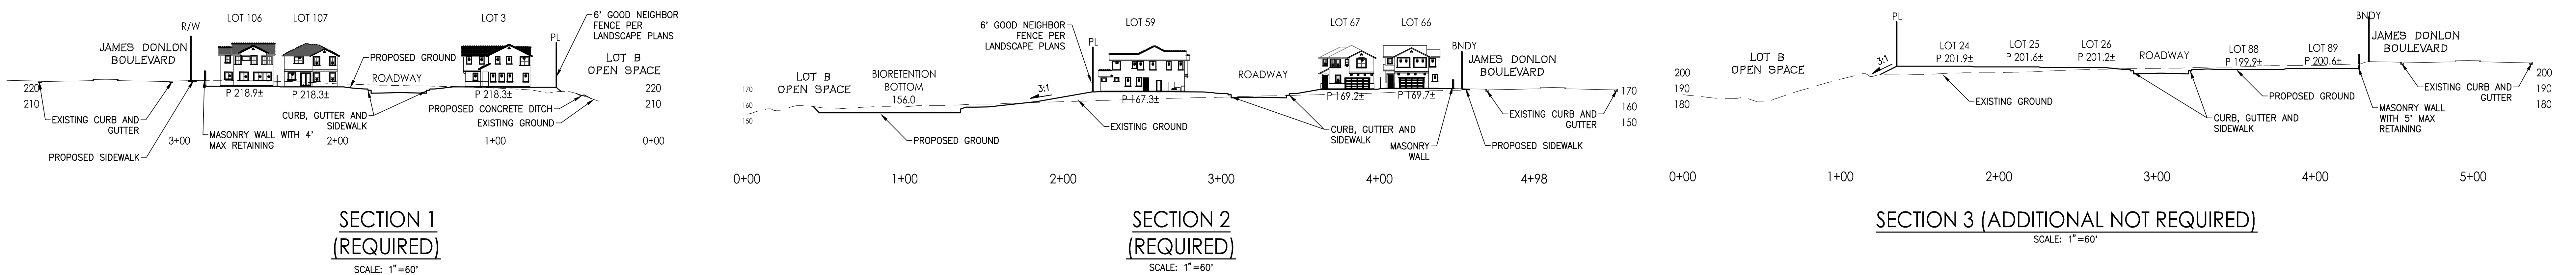 R/W
LOT 106
LOT 107
LOT 3
6' GOOD NEIGHBOR
FENCE PER
LANDSCAPE PLANS
PL
JAMES DONLON
BOULEVARD
PROPOSED GROUND
LOT B
OPEN SPACE
ROADWAY
220
210
P 218.9±
P 218.3±
P 218.3±
220
210
PROPOSED CONCRETE DITCH
EXISTING GROUND
EXISTING CURB AND
GUTTER
CURB, GUTTER AND
SIDEWALK
MASONRY WALL WITH 4'
MAX RETAINING
PROPOSED SIDEWALK
3+00
2+00
1+00
0+00
SECTION 1
(REQUIRED)
SCALE: 1"=60'
6' GOOD NEIGHBOR
FENCE PER
LANDSCAPE PLANS
LOT 59
LOT 67
LOT 66
PL
BNDY
JAMES DONLON
BOULEVARD
LOT B
OPEN SPACE
BIORETENTION
BOTTOM
156.0
3:1
ROADWAY
170
160
150
P 167.3±
P 169.2±
P 169.7±
170
160
150
EXISTING CURB AND
GUTTER
EXISTING GROUND
PROPOSED GROUND
CURB, GUTTER AND
SIDEWALK
MASONRY
WALL
PROPOSED SIDEWALK
0+00
1+00
2+00
3+00
4+00
4+98
SECTION 2
(REQUIRED)
SCALE: 1"=60'
PL
BNDY
JAMES DONLON
BOULEVARD
LOT B
OPEN SPACE
3:1
LOT 24
P 201.9±
LOT 25
P 201.6±
LOT 26
P 201.2±
ROADWAY
LOT 88
P 199.9±
LOT 89
P 200.6±
200
190
180
200
190
180
EXISTING GROUND
PROPOSED GROUND
EXISTING CURB AND
GUTTER
CURB, GUTTER AND
SIDEWALK
MASONRY WALL
WITH 5' MAX
RETAINING
0+00
1+00
2+00
3+00
4+00
5+00
SECTION 3 (ADDITIONAL NOT REQUIRED)
SCALE: 1"=60'